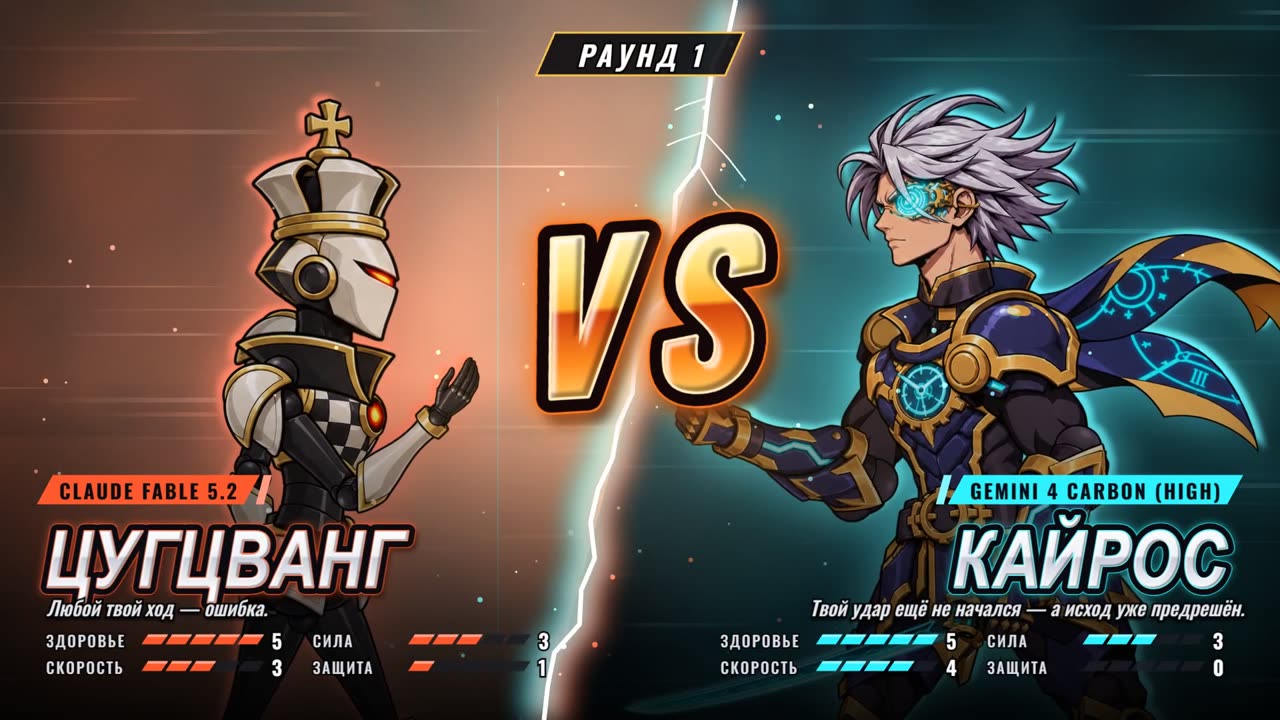 РАУНД 1
VS
CLAUDE FABLE 5.2
ЦУГЦВАНГ
Любой твой ход — ошибка.
ЗДОРОВЬЕ 5 СИЛА 3
СКОРОСТЬ 3 ЗАЩИТА 1
III
GEMINI 4 CARBON (HIGH)
КАЙРОС
Твой удар ещё не начался — а исход уже предрешён.
ЗДОРОВЬЕ 5 СИЛА 3
СКОРОСТЬ 4 ЗАЩИТА 0